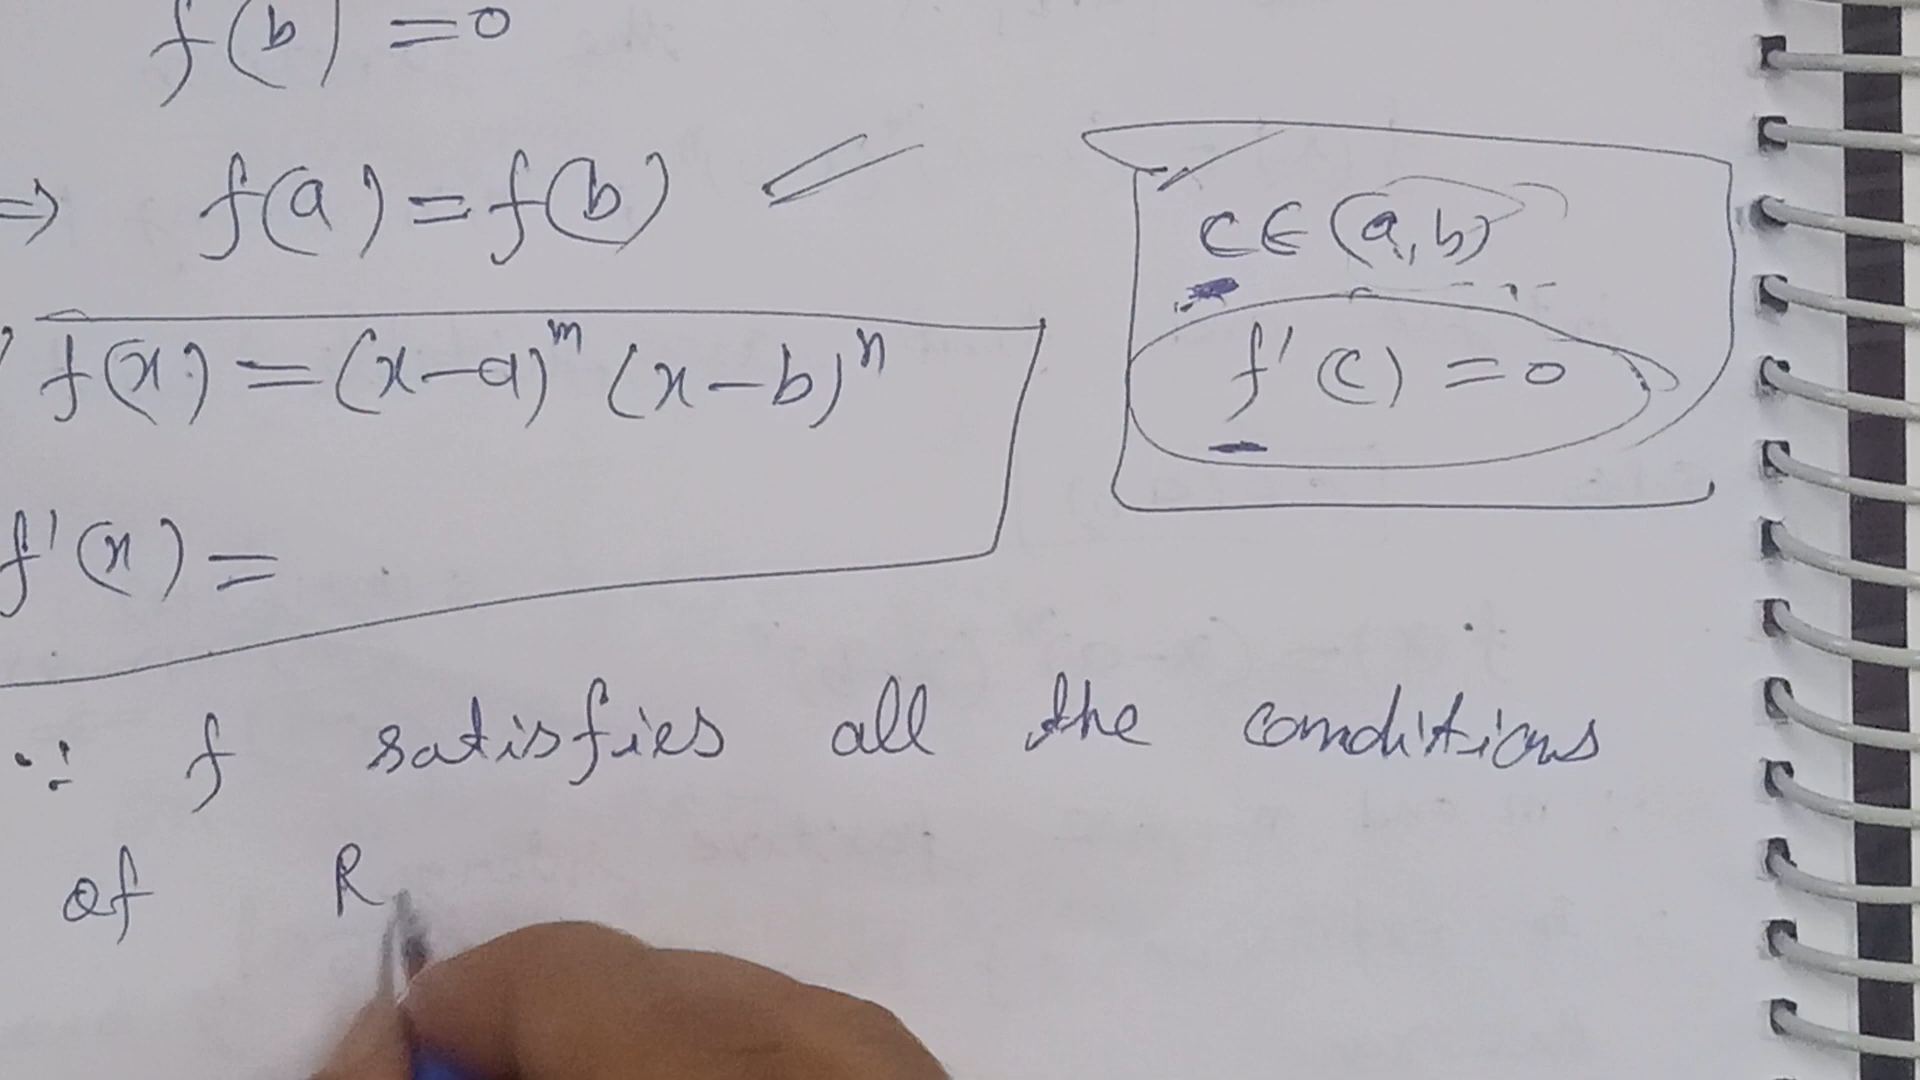 f(b) = 0
⇒ f(a) = f(b)
c ∈ (a, b)
f'(c) = 0
f(x) = (x-a)^m (x-b)^n
f'(x) =
∵ f satisfies all the conditions
of R